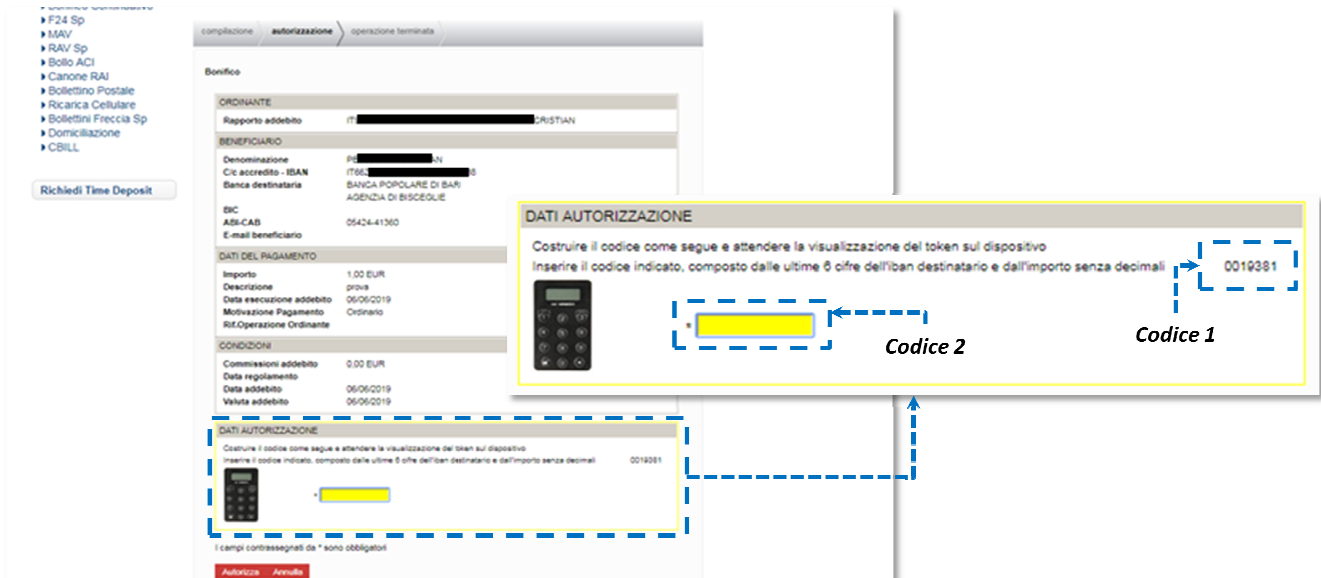 Bonifico Continuativo
F24 Sp
MAV
RAV Sp
Bollo ACI
Canone RAI
Bollettino Postale
Ricarica Cellulare
Bollettini Freccia Sp
Domiciliazione
CBILL
Richiedi Time Deposit
compilazione autorizzazione operazione terminata
Bonifico
ORDINANTE
Rapporto addebito IT CRISTIAN
BENEFICIARIO
Denominazione PE AN
C/c accredito - IBAN IT66
Banca destinataria BANCA POPOLARE DI BARI
AGENZIA DI BISCEGLIE
BIC
ABI-CAB 05424-41360
E-mail beneficiario
DATI DEL PAGAMENTO
Importo 1,00 EUR
Descrizione prova
Data esecuzione addebito 06/06/2019
Motivazione Pagamento Ordinario
Rif.Operazione Ordinante
CONDIZIONI
Commissioni addebito 0,00 EUR
Data regolamento
Data addebito 06/06/2019
Valuta addebito 06/06/2019
DATI AUTORIZZAZIONE
Costruire il codice come segue e attendere la visualizzazione del token sul dispositivo
Inserire il codice indicato, composto dalle ultime 6 cifre dell'iban destinatario e dall'importo senza decimali 0019381
*
I campi contrassegnati da * sono obbligatori
Autorizza Annulla
DATI AUTORIZZAZIONE
Costruire il codice come segue e attendere la visualizzazione del token sul dispositivo
Inserire il codice indicato, composto dalle ultime 6 cifre dell'iban destinatario e dall'importo senza decimali 0019381
*
Codice 2
Codice 1